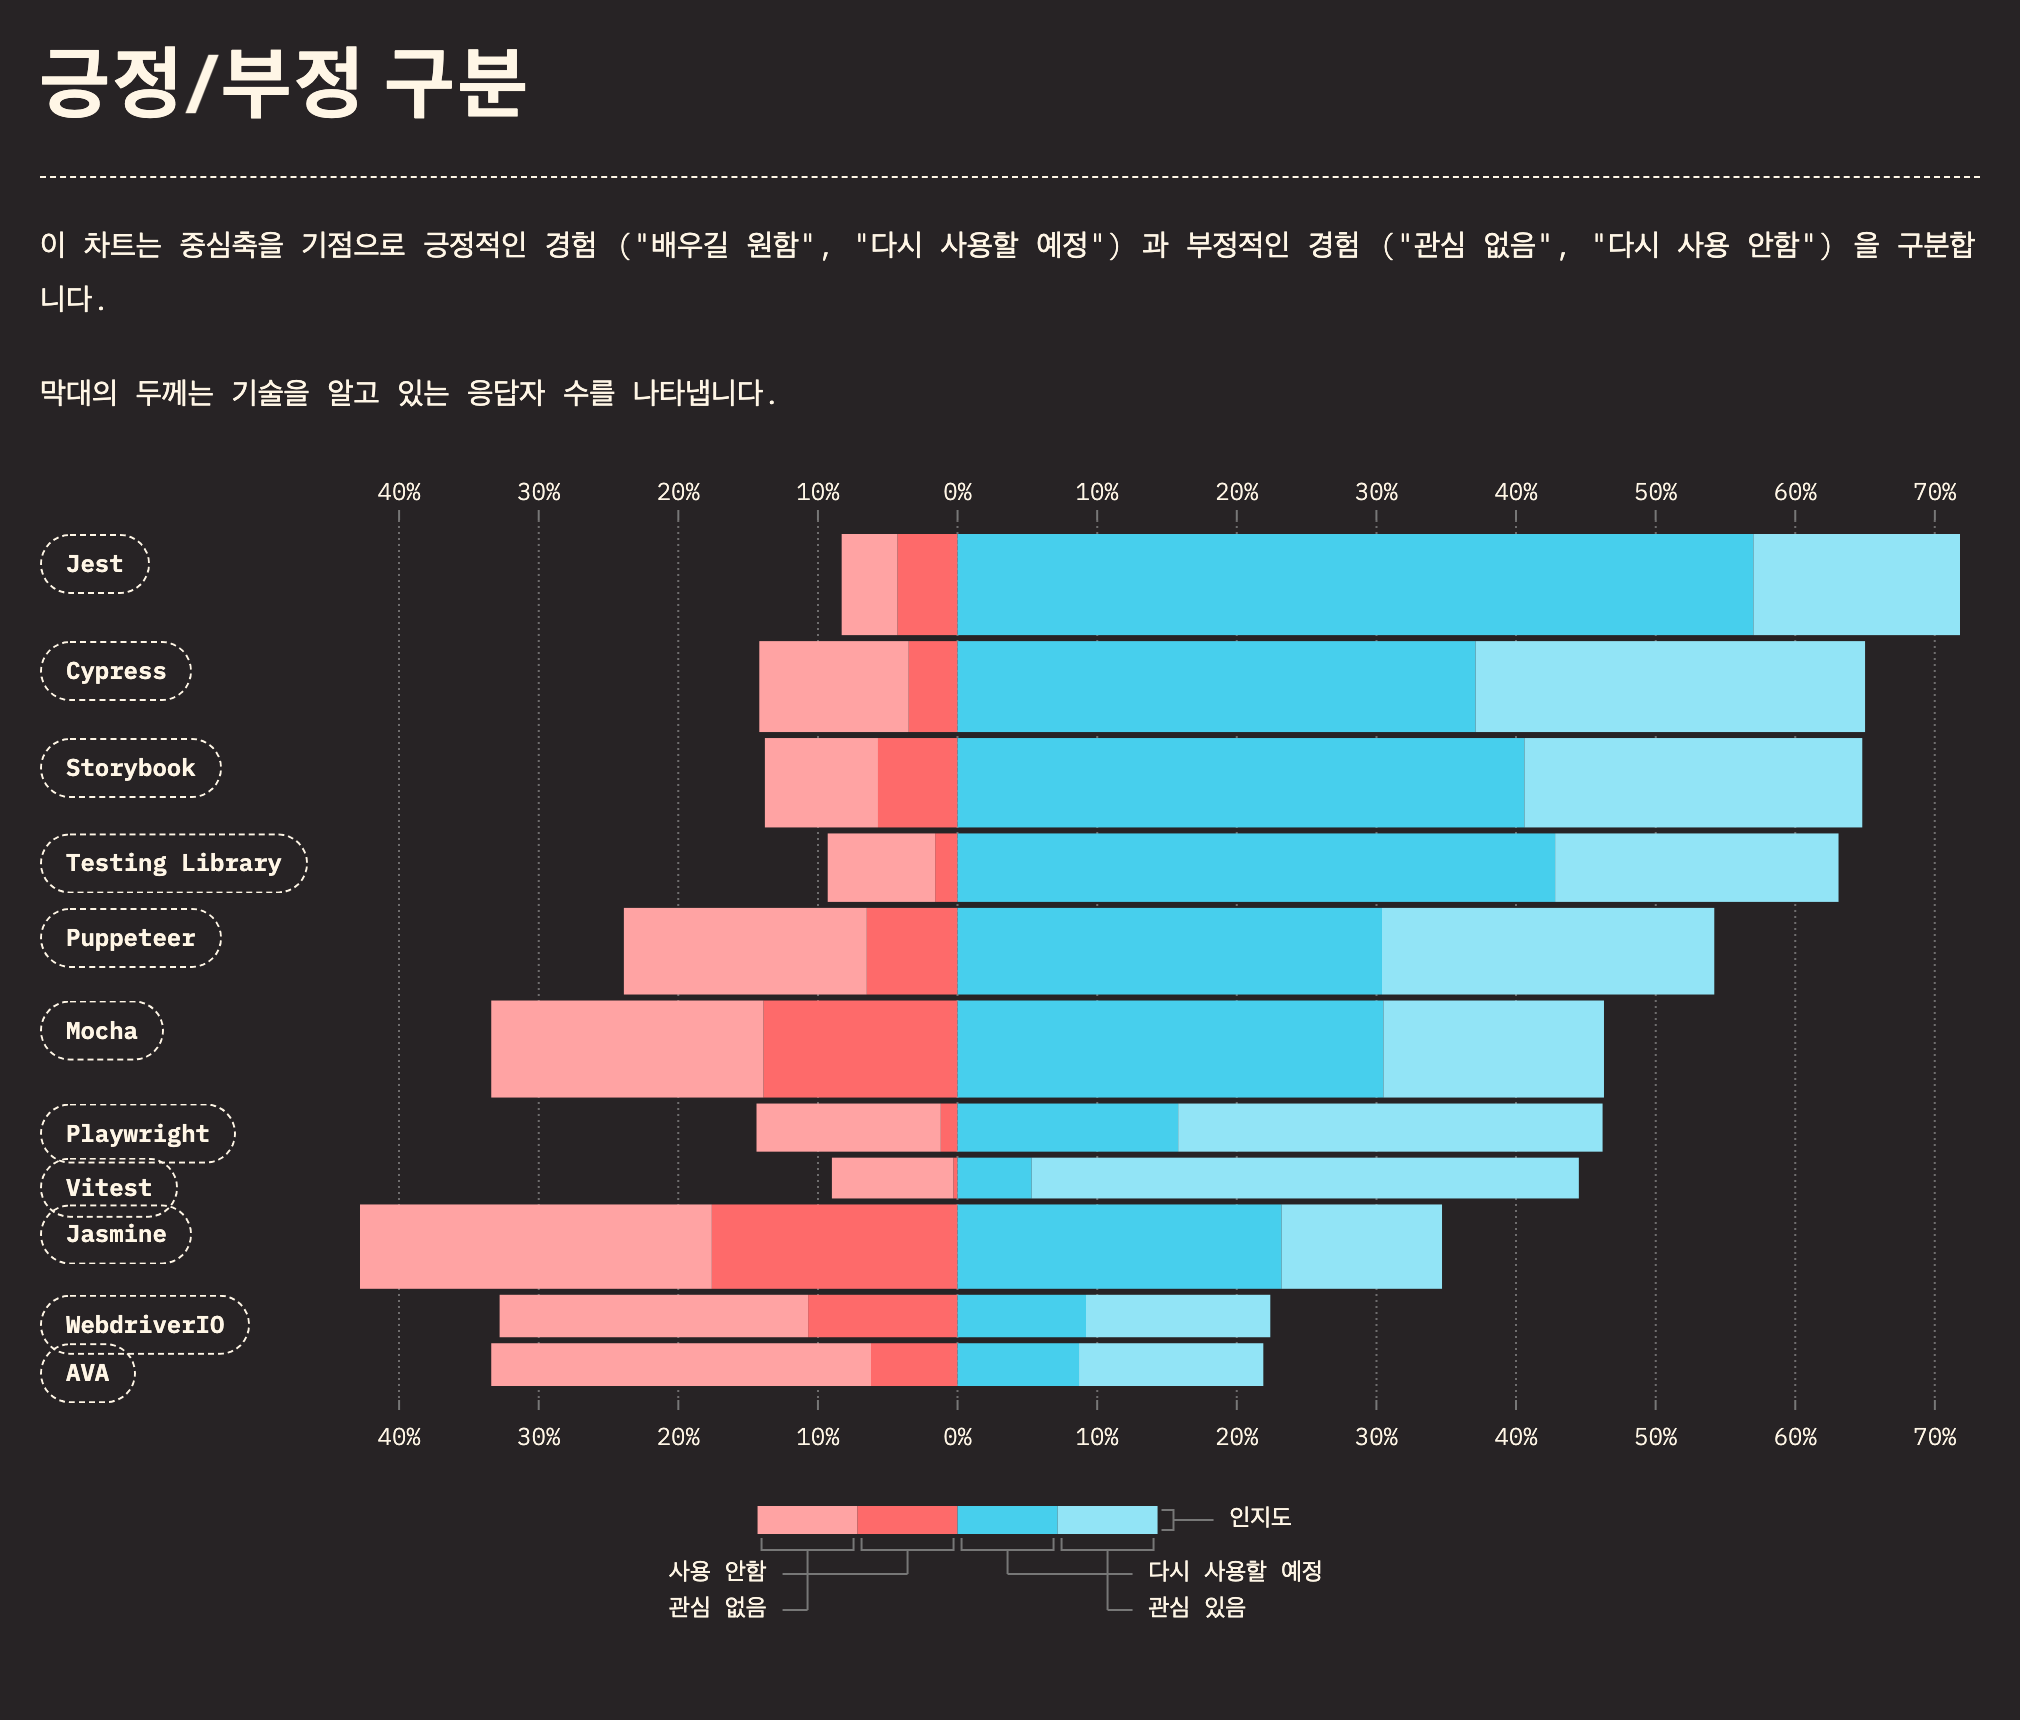 긍정/부정 구분
이 차트는 중심축을 기점으로 긍정적인 경험 ("배우길 원함", "다시 사용할 예정") 과 부정적인 경험 ("관심 없음", "다시 사용 안함") 을 구분합
니다.
막대의 두께는 기술을 알고 있는 응답자 수를 나타냅니다.
40% 30% 20% 10% 0% 10% 20% 30% 40% 50% 60% 70%
Jest
Cypress
Storybook
Testing Library
Puppeteer
Mocha
Playwright
Vitest
Jasmine
WebdriverIO
AVA
40% 30% 20% 10% 0% 10% 20% 30% 40% 50% 60% 70%
인지도
사용 안함 다시 사용할 예정
관심 없음 관심 있음